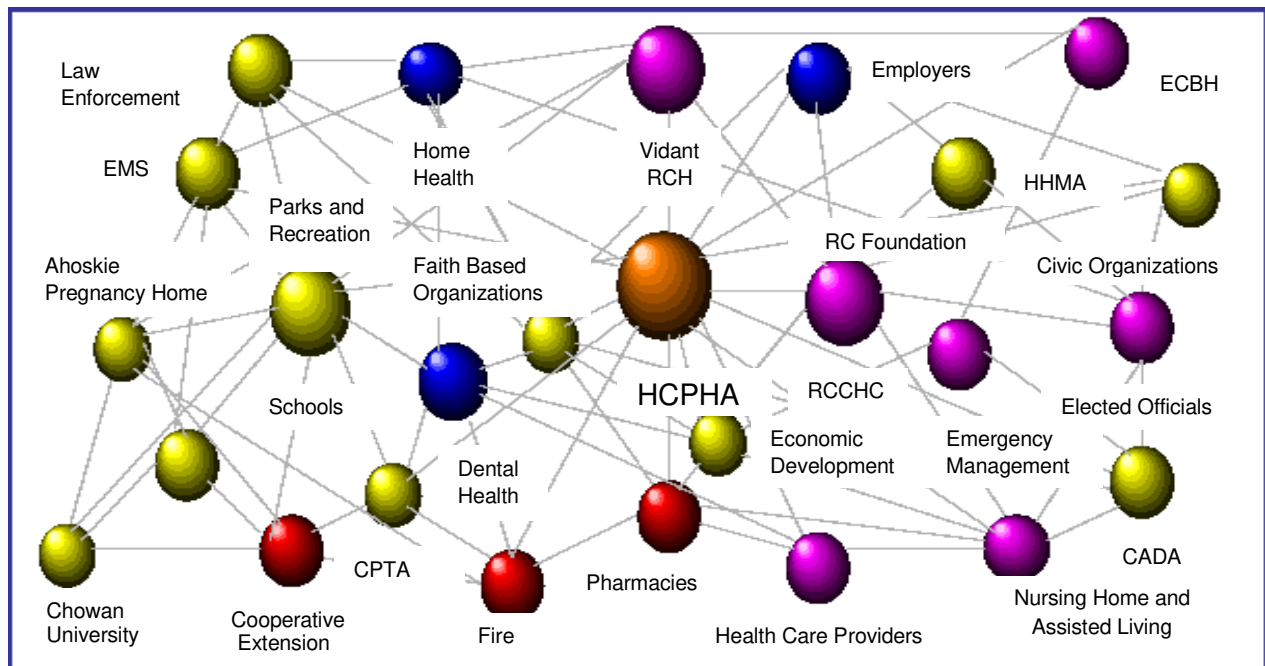 Law
Enforcement
Employers
ECBH
EMS
Home
Health
Vidant
RCH
HHMA
Parks and
Recreation
RC Foundation
Ahoskie
Pregnancy Home
Faith Based
Organizations
Civic Organizations
Schools
HCPHA
RCCHC
Elected Officials
Dental
Health
Economic
Development
Emergency
Management
CPTA
Pharmacies
CADA
Chowan
University
Cooperative
Extension
Fire
Health Care Providers
Nursing Home and
Assisted Living